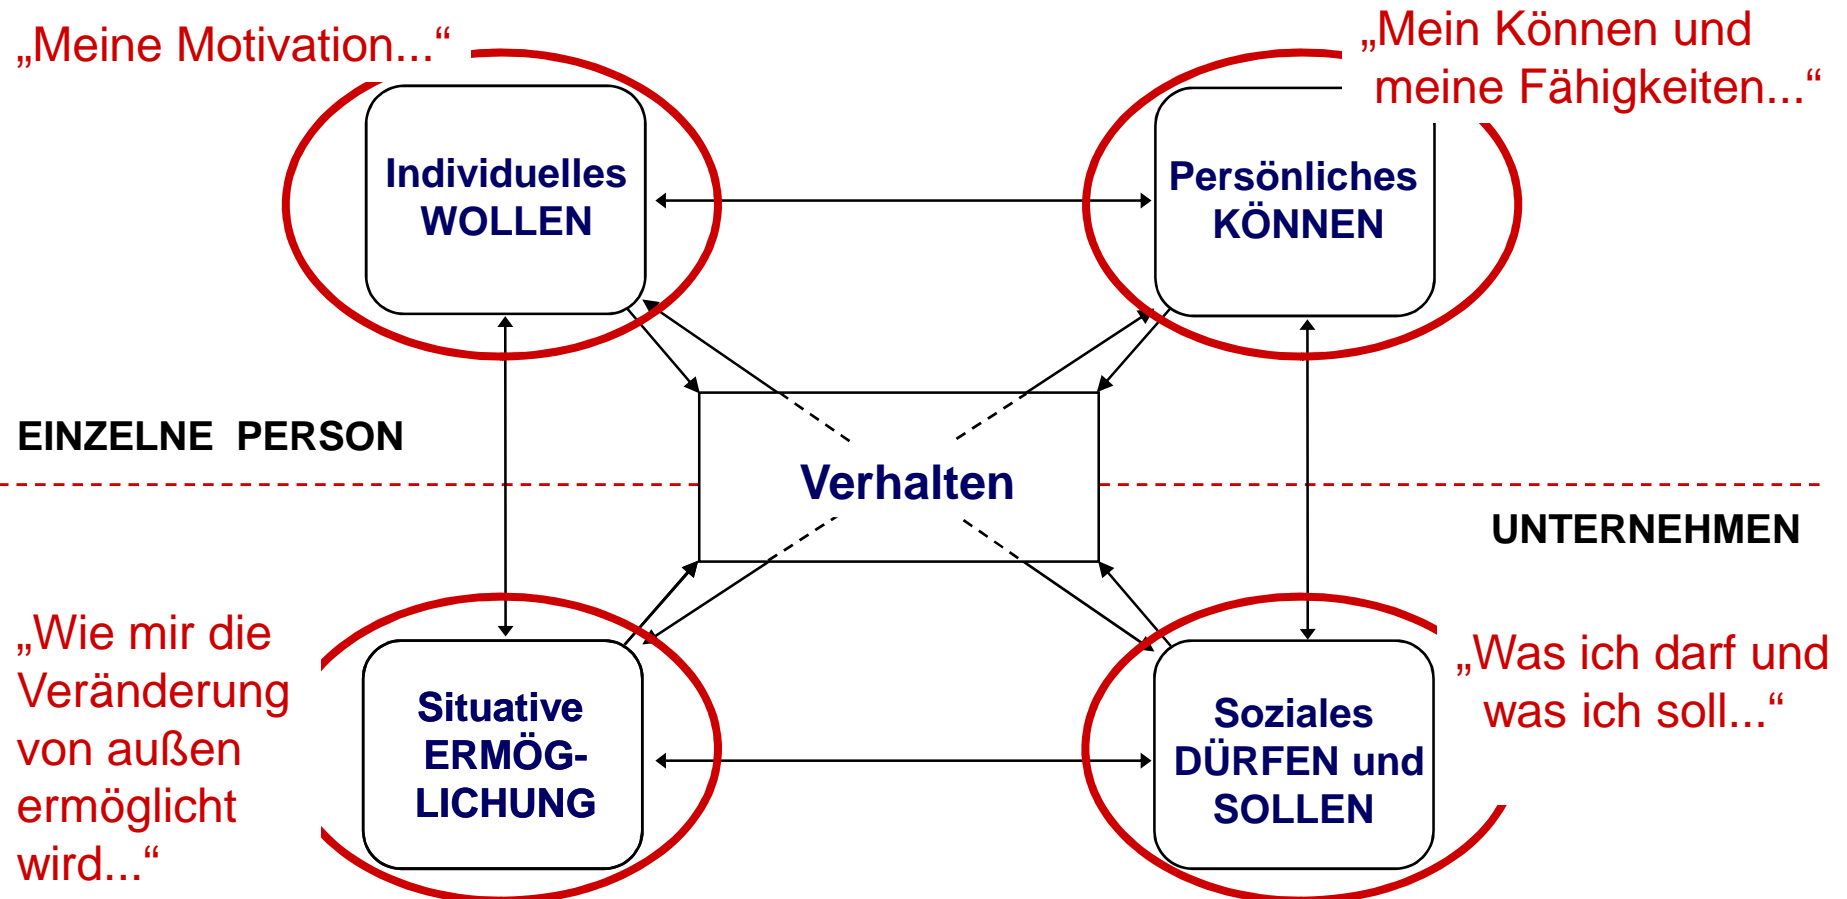 „Meine Motivation...“
„Mein Können und
meine Fähigkeiten...“
Individuelles
WOLLEN
Persönliches
KÖNNEN
EINZELNE PERSON
Verhalten
UNTERNEHMEN
„Wie mir die
Veränderung
von außen
ermöglicht
wird...“
Situative
ERMÖG-
LICHUNG
Soziales
DÜRFEN und
SOLLEN
„Was ich darf und
was ich soll...“